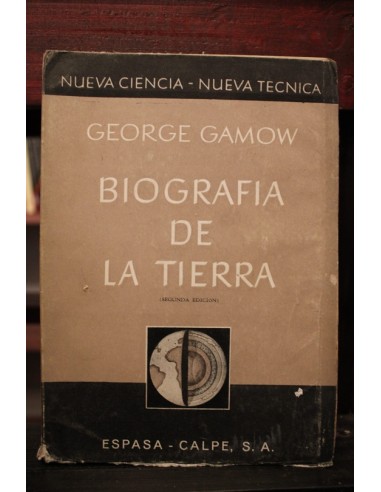 NUEVA CIENCIA - NUEVA TECNICA
GEORGE GAMOW
BIOGRAFIA
DE
LA TIERRA
(SEGUNDA EDICION)
ESPASA - CALPE, S. A.